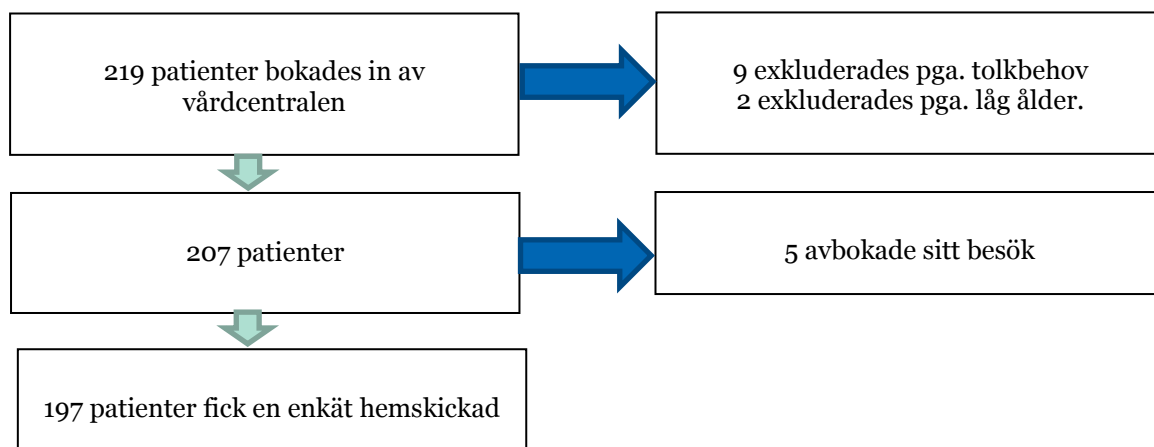 219 patienter bokades in av
vårdcentralen
9 exkluderades pga. tolkbehov
2 exkluderades pga. låg ålder.
207 patienter
5 avbokade sitt besök
197 patienter fick en enkät hemskickad